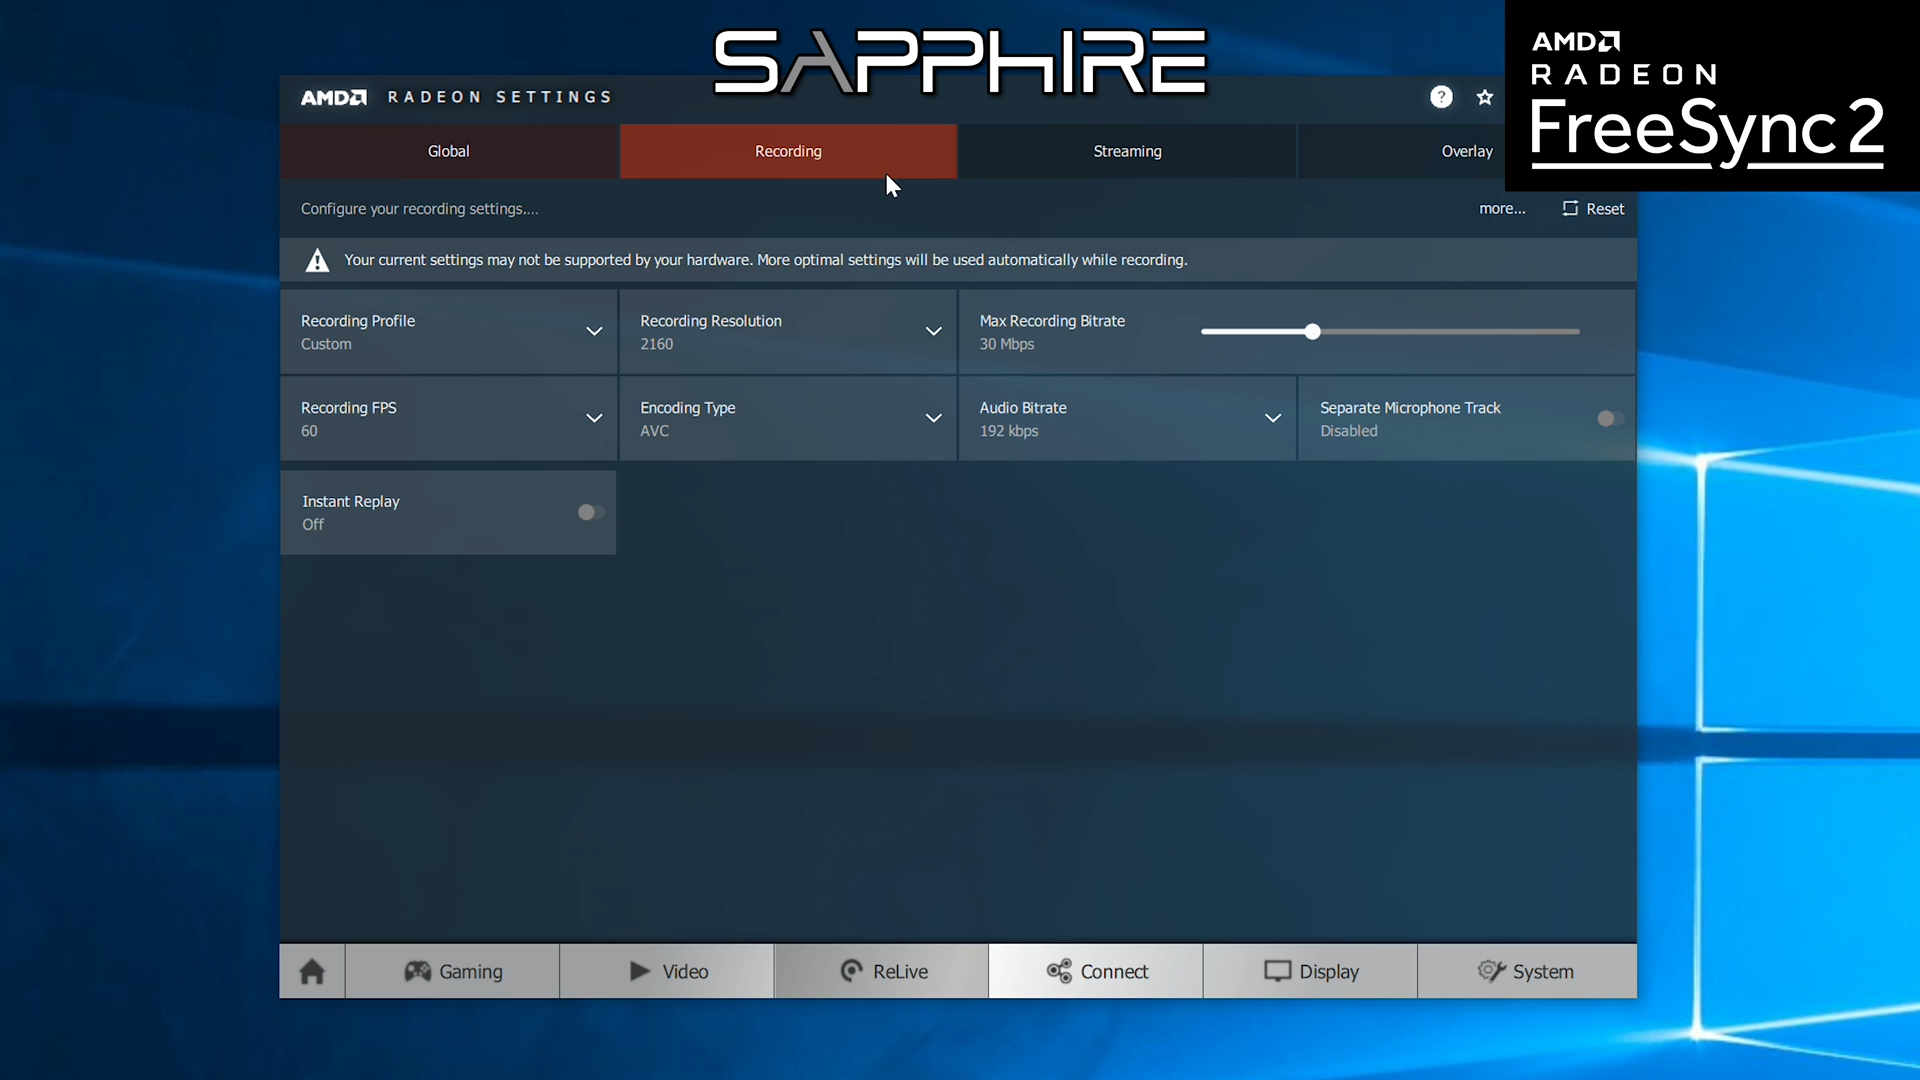 SAPPHIRE
AMD
RADEON
FreeSync 2
AMD RADEON SETTINGS
?
Global
Recording
Streaming
Overlay
Configure your recording settings....
more...
Reset
Your current settings may not be supported by your hardware. More optimal settings will be used automatically while recording.
Recording Profile
Custom
Recording Resolution
2160
Max Recording Bitrate
30 Mbps
Recording FPS
60
Encoding Type
AVC
Audio Bitrate
192 kbps
Separate Microphone Track
Disabled
Instant Replay
Off
Gaming
Video
ReLive
Connect
Display
System